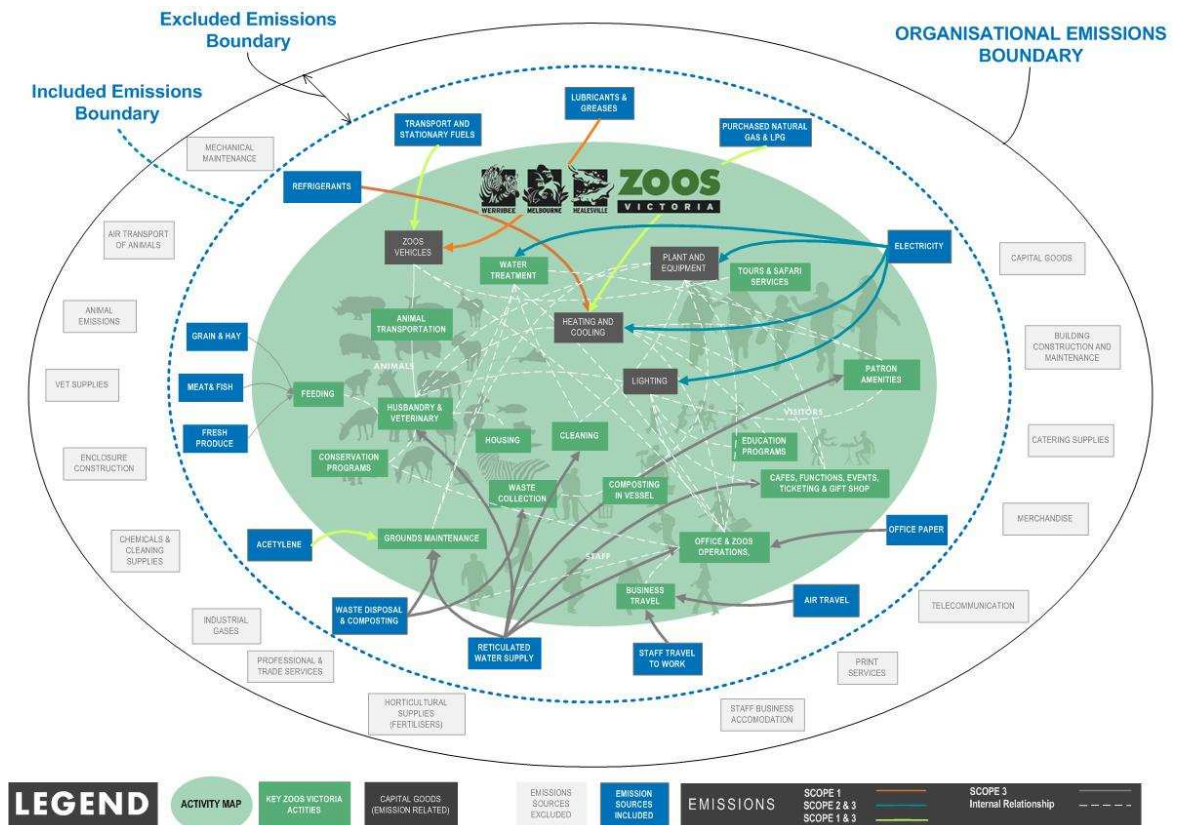 Excluded Emissions
Boundary
ORGANISATIONAL EMISSIONS
BOUNDARY
Included Emissions
Boundary
LUBRICANTS &
GREASES
TRANSPORT AND
STATIONARY FUELS
PURCHASED NATURAL
GAS & LPG
MECHANICAL
MAINTENANCE
REFRIGERANTS
WERRIBEE
MELBOURNE
HEALESVILLE
ZOOS
VICTORIA
AIR TRANSPORT
OF ANIMALS
ZOOS
VEHICLES
WATER
TREATMENT
PLANT AND
EQUIPMENT
TOURS & SAFARI
SERVICES
ELECTRICITY
CAPITAL GOODS
ANIMAL
EMISSIONS
GRAIN & HAY
ANIMAL
TRANSPORTATION
HEATING AND
COOLING
BUILDING
CONSTRUCTION AND
MAINTENANCE
ANIMALS
VET SUPPLIES
MEAT& FISH
FEEDING
LIGHTING
PATRON
AMENITIES
HUSBANDRY &
VETERINARY
VISITORS
FRESH
PRODUCE
HOUSING
CLEANING
EDUCATION
PROGRAMS
CATERING SUPPLIES
ENCLOSURE
CONSTRUCTION
CONSERVATION
PROGRAMS
WASTE
COLLECTION
COMPOSTING
IN VESSEL
CAFES, FUNCTIONS, EVENTS,
TICKETING & GIFT SHOP
MERCHANDISE
CHEMICALS &
CLEANING
SUPPLIES
ACETYLENE
GROUNDS MAINTENANCE
STAFF
OFFICE & ZOOS
OPERATIONS,
OFFICE PAPER
BUSINESS
TRAVEL
AIR TRAVEL
TELECOMMUNICATION
INDUSTRIAL
GASES
WASTE DISPOSAL
& COMPOSTING
RETICULATED
WATER SUPPLY
STAFF TRAVEL
TO WORK
PROFESSIONAL &
TRADE SERVICES
PRINT
SERVICES
HORTICULTURAL
SUPPLIES
(FERTILISERS)
STAFF BUSINESS
ACCOMODATION
LEGEND
ACTIVITY MAP
KEY ZOOS VICTORIA
ACTITIES
CAPITAL GOODS
(EMISSION RELATED)
EMISSIONS
SOURCES
EXCLUDED
EMISSION
SOURCES
INCLUDED
EMISSIONS
SCOPE 1
SCOPE 2 & 3
SCOPE 1 & 3
SCOPE 3
Internal Relationship